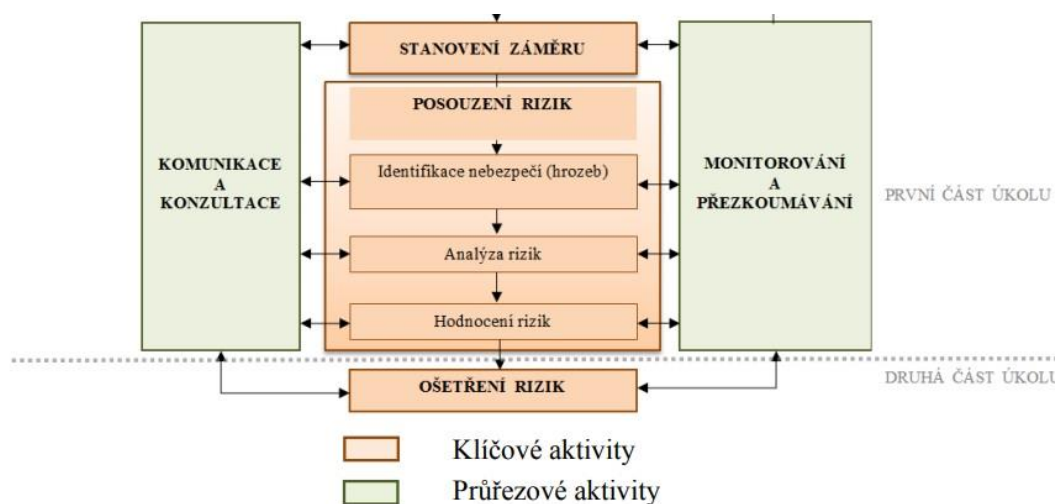 STANOVENÍ ZÁMĚRU
POSOUZENÍ RIZIK
KOMUNIKACE
A
KONZULTACE
Identifikace nebezpečí (hrozeb)
MONITOROVÁNÍ
A
PŘEZKOUMÁVÁNÍ
PRVNÍ ČÁST ÚKOLU
Analýza rizik
Hodnocení rizik
OŠETŘENÍ RIZIK
DRUHÁ ČÁST ÚKOLU
Klíčové aktivity
Průřezové aktivity